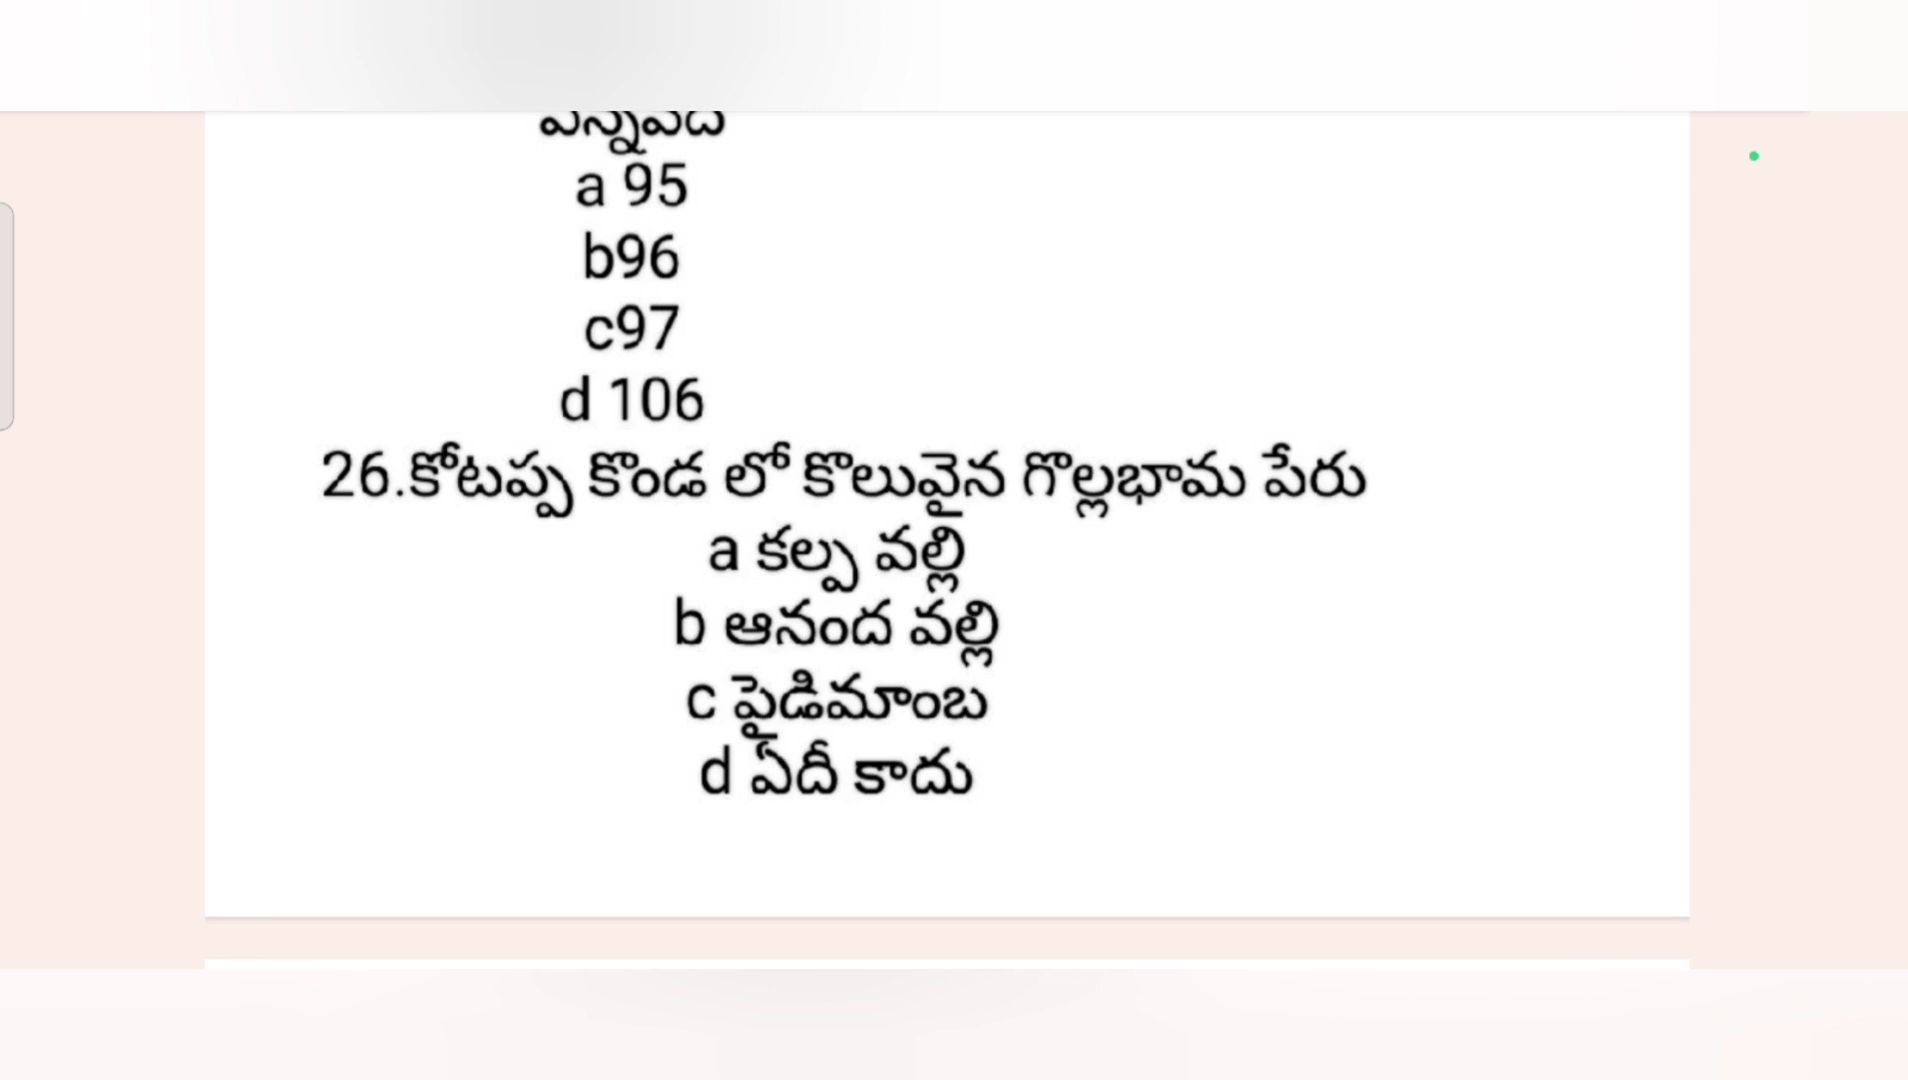 a 95
b96
c97
d 106
26.కోటప్ప కొండ లో కొలువైన గొల్లభామ పేరు
a కల్ప వల్లి
b ఆనంద వల్లి
c పైడిమాంబ
d ఏదీ కాదు